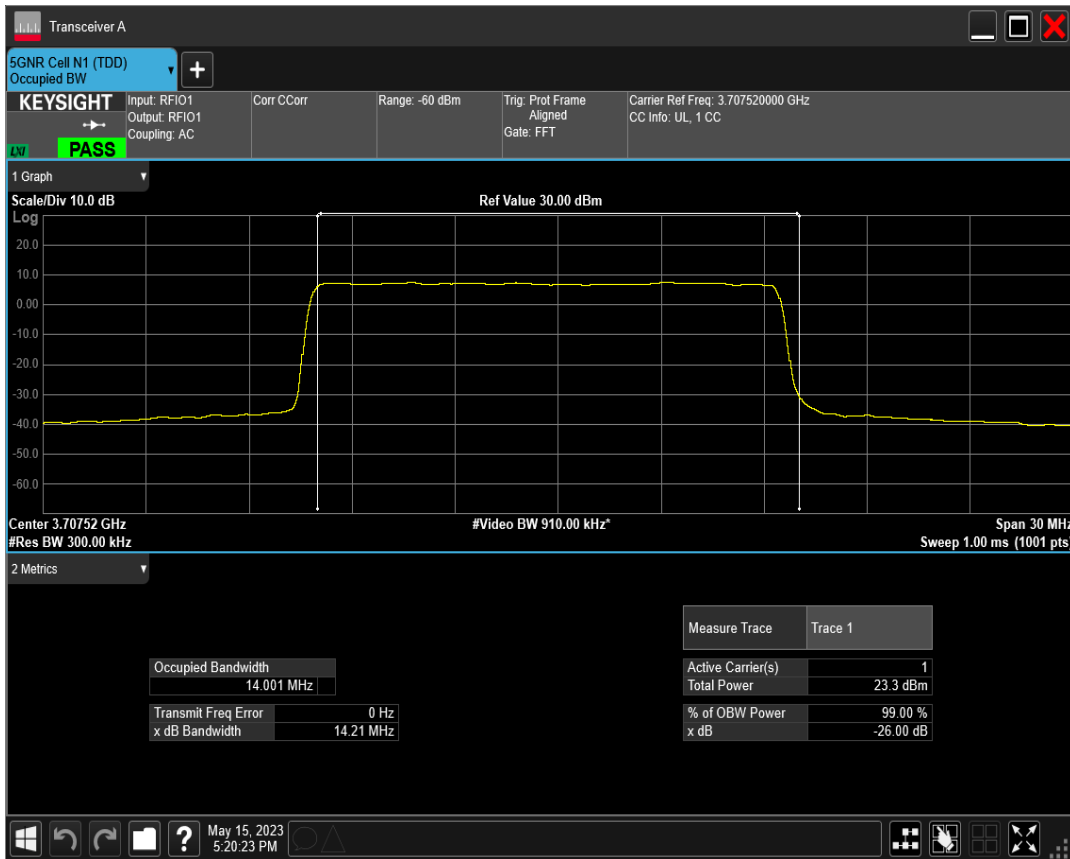 Transceiver A
5GNR Cell N1 (TDD)
Occupied BW
KEYSIGHT
LXI
PASS
Input: RFIO1
Output: RFIO1
Coupling: AC
Corr CCorr
Range: -60 dBm
Trig: Prot Frame
Aligned
Gate: FFT
Carrier Ref Freq: 3.707520000 GHz
CC Info: UL, 1 CC
1 Graph
Scale/Div 10.0 dB
Ref Value 30.00 dBm
Log
20.0
10.0
0.00
-10.0
-20.0
-30.0
-40.0
-50.0
-60.0
Center 3.70752 GHz
#Video BW 910.00 kHz*
Span 30 MHz
#Res BW 300.00 kHz
Sweep 1.00 ms (1001 pts)
2 Metrics
Measure Trace Trace 1
Occupied Bandwidth
14.001 MHz
Active Carrier(s) 1
Total Power 23.3 dBm
Transmit Freq Error 0 Hz
x dB Bandwidth 14.21 MHz
% of OBW Power 99.00 %
x dB -26.00 dB
?
May 15, 2023
5:20:23 PM